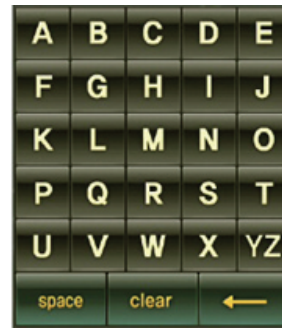 A B C D E
F G H I J
K L M N O
P Q R S T
U V W X YZ
space clear ←